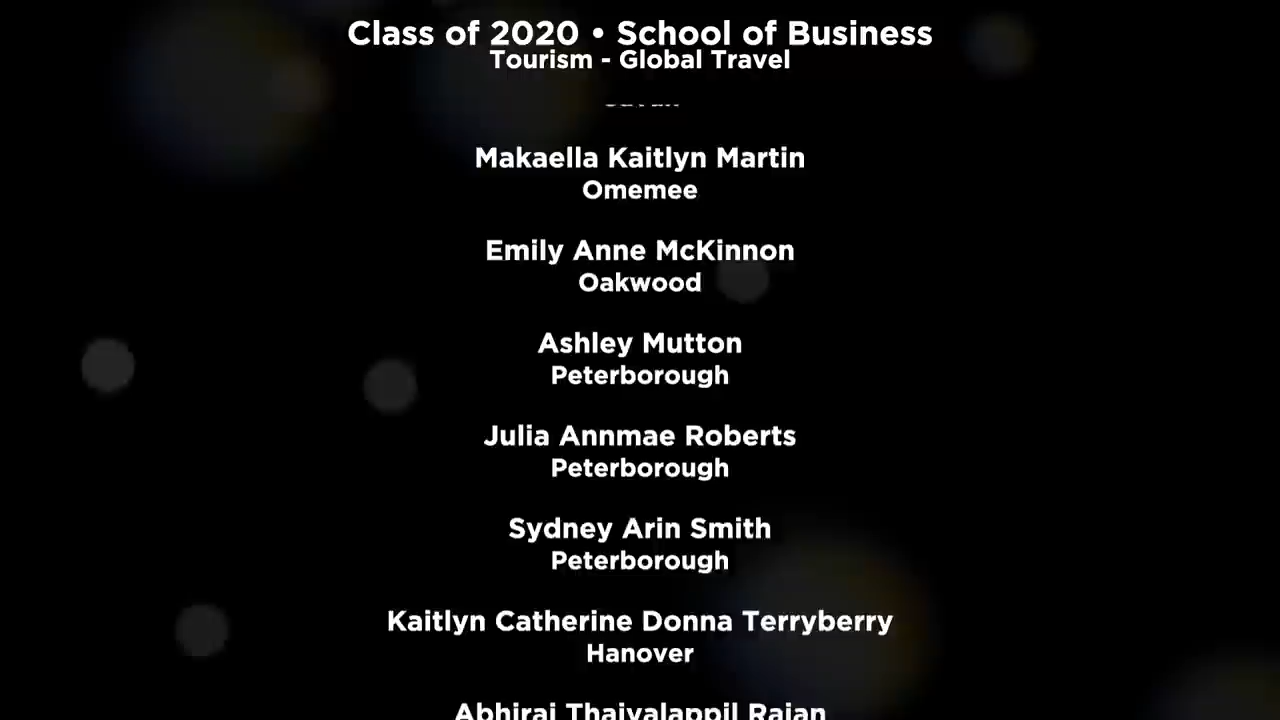 Class of 2020 • School of Business
Tourism - Global Travel
Makaella Kaitlyn Martin
Omemee
Emily Anne McKinnon
Oakwood
Ashley Mutton
Peterborough
Julia Annmae Roberts
Peterborough
Sydney Arin Smith
Peterborough
Kaitlyn Catherine Donna Terryberry
Hanover
Abhiraj Thaivalappil Rajan